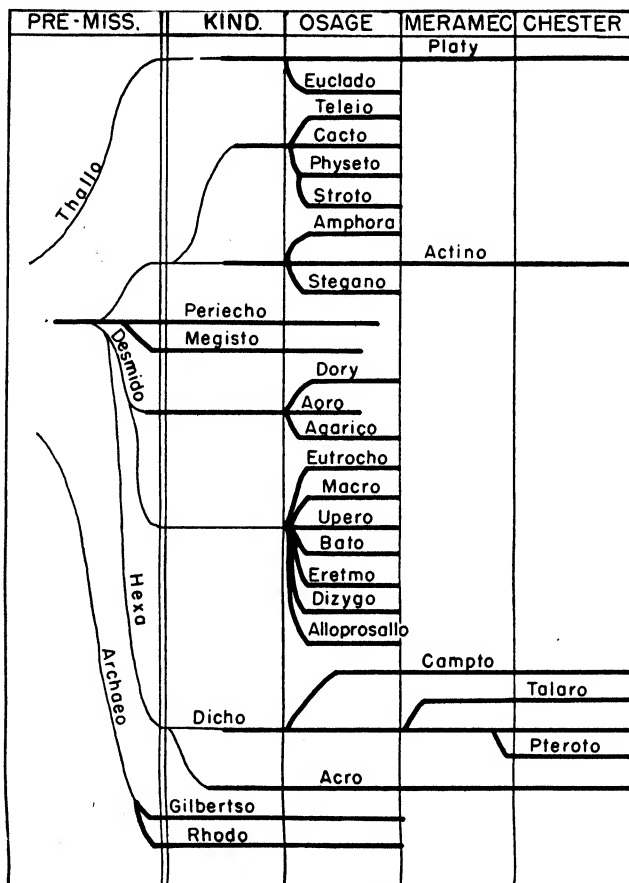 PRE-MISS. KIND. OSAGE MERAMEC CHESTER
Platy
Euclado
Teleio
Cacto
Thallo
Physeto
Stroto
Amphora
Actino
Stegano
Periecho
Megisto
Desmido
Dory
Aoro
Agarico
Eutrocho
Macro
Upero
Bato
Eretmo
Hexa
Dizygo
Alloprosallo
Archaeo
Campto
Talaro
Dicho
Pteroto
Acro
Gilbertso
Rhodo